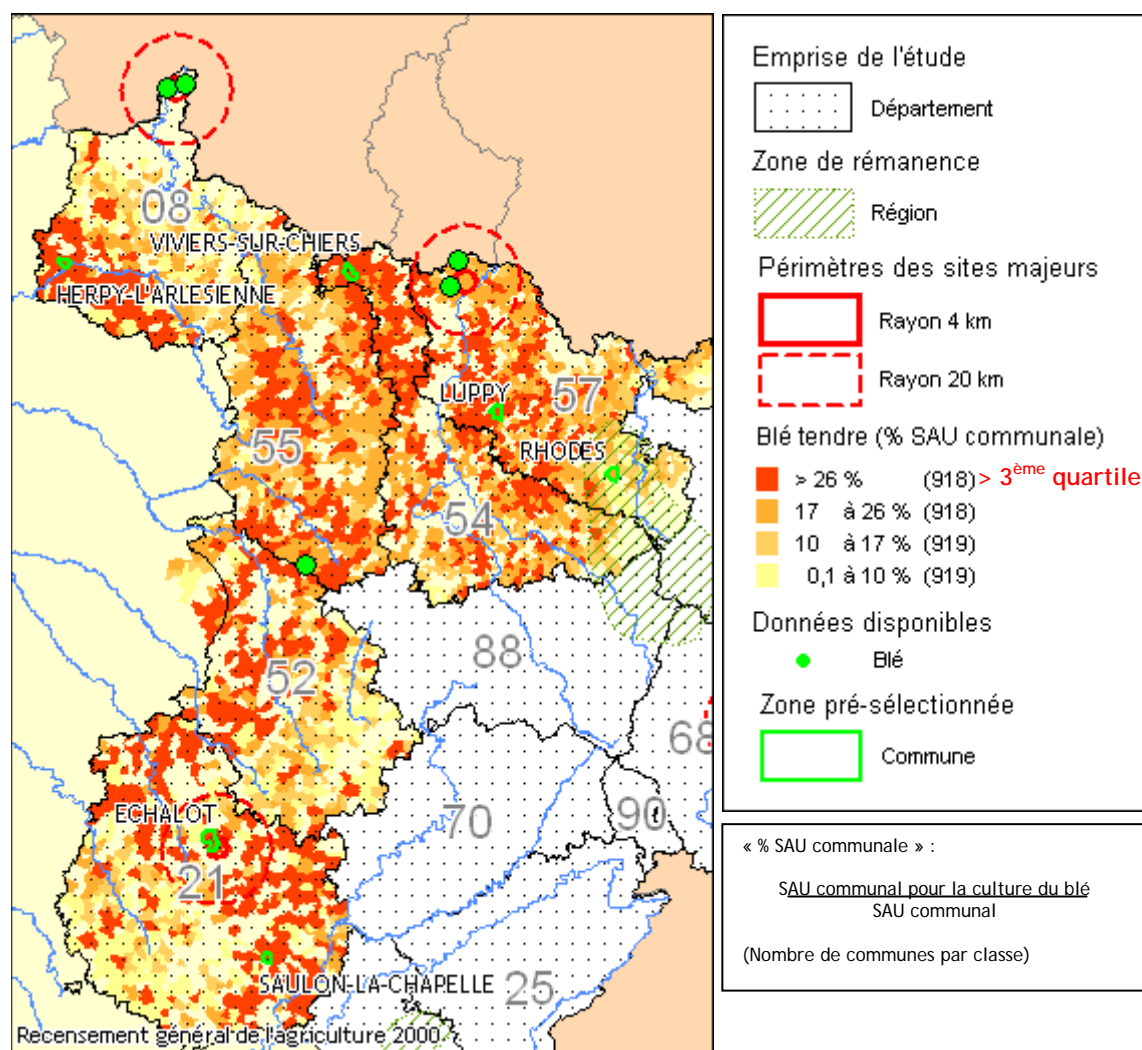 08
VIVIERS-SUR-CHIERS
HERPY-L'ARLESIENNE
LUPPY
57
RHODES
55
54
88
52
68
ECHALOT
70
90
21
SAULON-LA-CHAPELLE
25
Recensement général de l'agriculture 2000
Emprise de l'étude
Département
Zone de rémanence
Région
Périmètres des sites majeurs
Rayon 4 km
Rayon 20 km
Blé tendre (% SAU communale)
> 26 % (918) > 3ème quartile
17 à 26 % (918)
10 à 17 % (919)
0,1 à 10 % (919)
Données disponibles
Blé
Zone pré-sélectionnée
Commune
« % SAU communale » :
SAU communal pour la culture du blé
SAU communal
(Nombre de communes par classe)